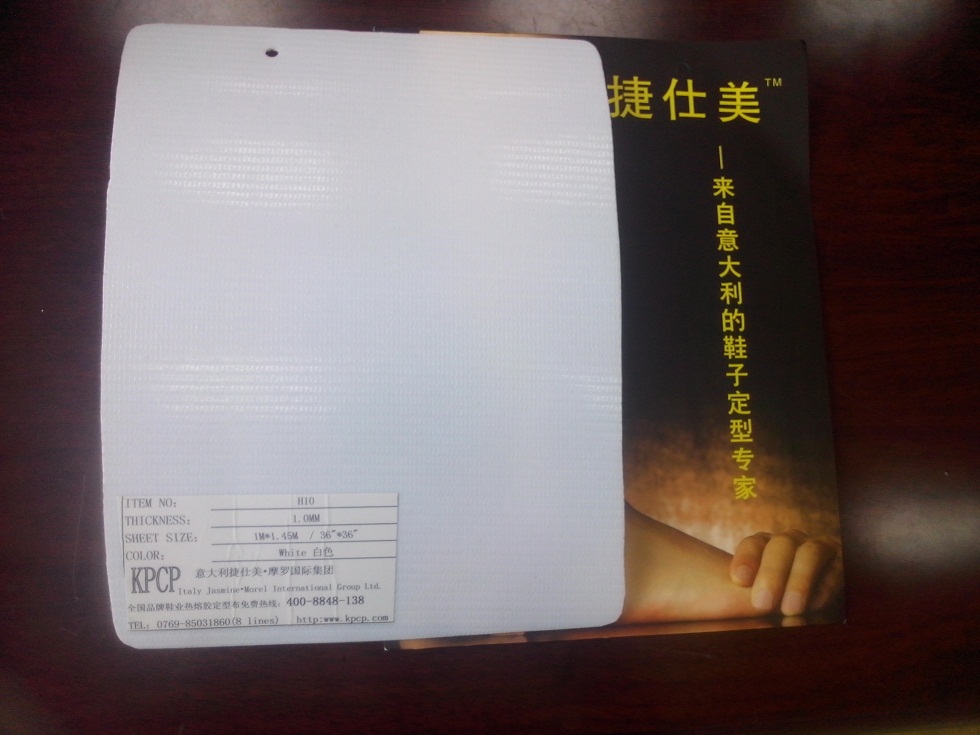 捷仕美™
—来自意大利的鞋子定型专家
ITEM NO: H10
THICKNESS: 1.0MM
SHEET SIZE: 1M*1.45M / 36"*36"
COLOR: White 白色
KPCP 意大利捷仕美•摩罗国际集团
Italy Jasmine•Morel International Group Ltd.
全国品牌鞋业热熔胶定型布免费热线: 400-8848-138
TEL: 0769-85031860(8 lines) http:www.kpcp.com